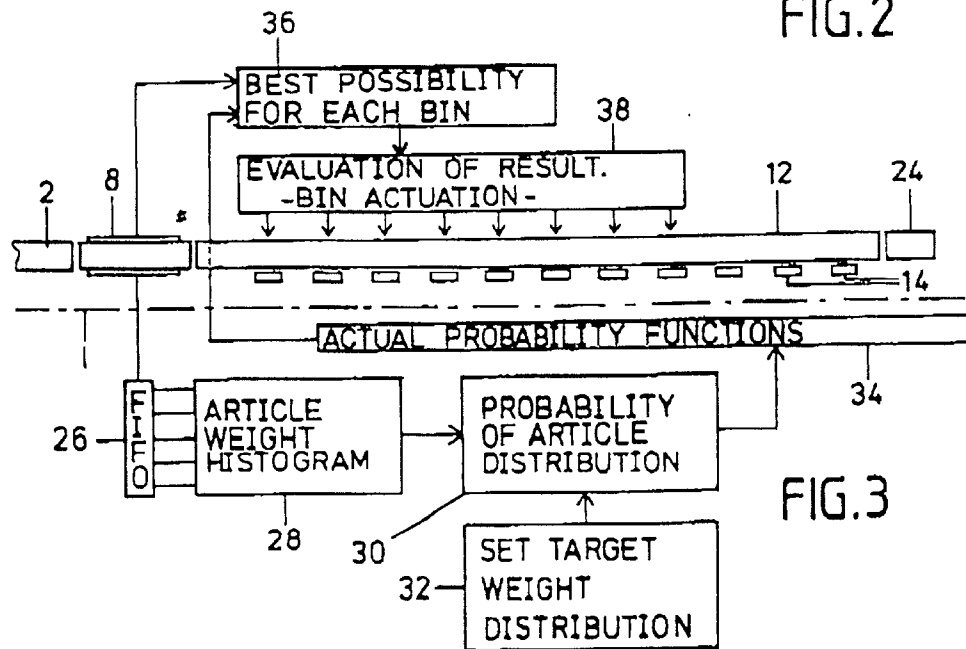 FIG.2
36
BEST POSSIBILITY
FOR EACH BIN
38
EVALUATION OF RESULT.
-BIN ACTUATION-
2
8
12
24
14
ACTUAL PROBABILITY FUNCTIONS
34
FIFO
26
ARTICLE
WEIGHT
HISTOGRAM
28
PROBABILITY
OF ARTICLE
DISTRIBUTION
30
FIG.3
SET TARGET
WEIGHT
DISTRIBUTION
32